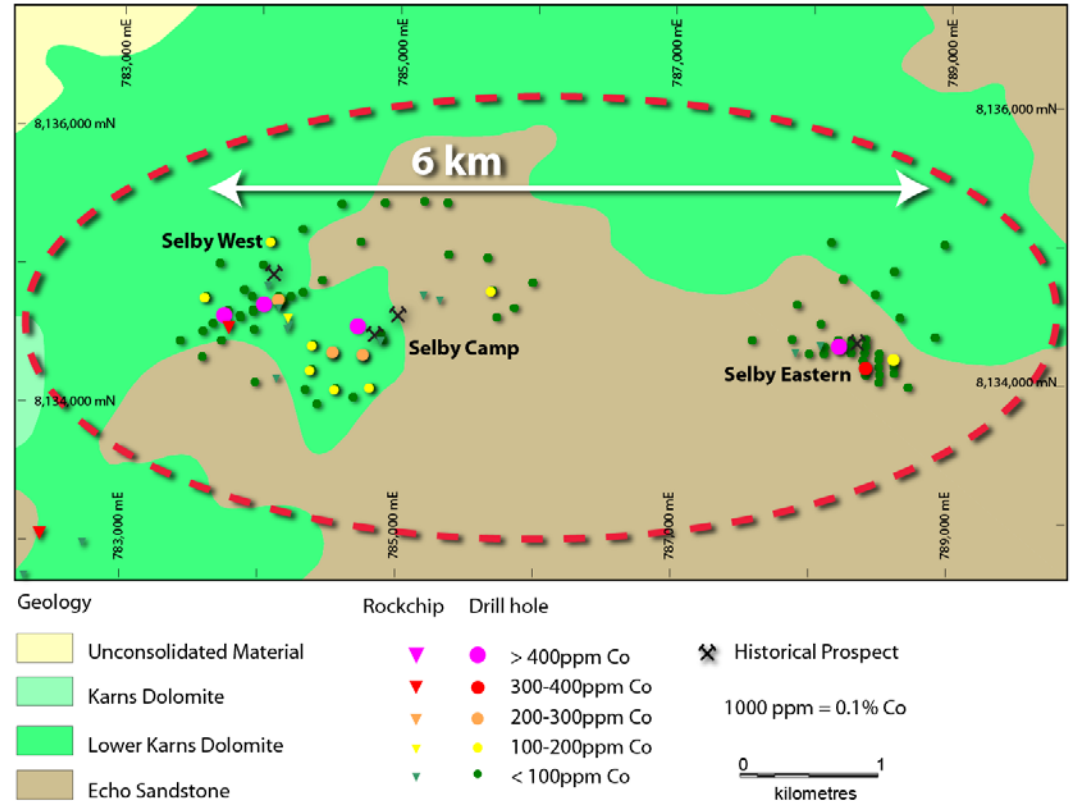 783,000 mE
785,000 mE
787,000 mE
789,000 mE
8,136,000 mN
8,136,000 mN
6 km
Selby West
Selby Camp
Selby Eastern
8,134,000 mN
8,134,000 mN
783,000 mE
785,000 mE
787,000 mE
789,000 mE
Geology
Unconsolidated Material
Karns Dolomite
Lower Karns Dolomite
Echo Sandstone
Rockchip Drill hole
> 400ppm Co
300-400ppm Co
200-300ppm Co
100-200ppm Co
< 100ppm Co
Historical Prospect
1000 ppm = 0.1% Co
0 1
kilometres